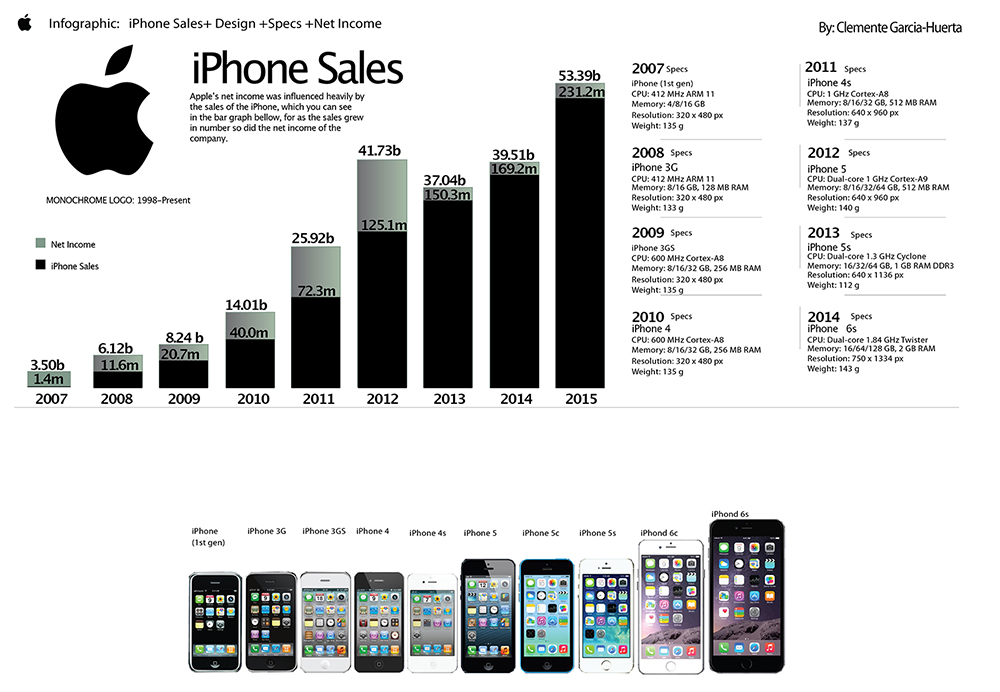 Infographic: iPhone Sales+ Design +Specs +Net Income
By: Clemente Garcia-Huerta
iPhone Sales
Apple's net income was influenced heavily by
the sales of the iPhone, which you can see
in the bar graph bellow, for as the sales grew
in number so did the net income of the
company.
MONOCHROME LOGO: 1998-Present
Net Income
iPhone Sales
3.50b
1.4m
2007
6.12b
11.6m
2008
8.24 b
20.7m
2009
14.01b
40.0m
2010
25.92b
72.3m
2011
41.73b
125.1m
2012
37.04b
150.3m
2013
39.51b
169.2m
2014
53.39b
231.2m
2015
2007 Specs
iPhone (1st gen)
CPU: 412 MHz ARM 11
Memory: 4/8/16 GB
Resolution: 320 x 480 px
Weight: 135 g
2008 Specs
iPhone 3G
CPU: 412 MHz ARM 11
Memory: 8/16 GB, 128 MB RAM
Resolution: 320 x 480 px
Weight: 133 g
2009 Specs
iPhone 3GS
CPU: 600 MHz Cortex-A8
Memory: 8/16/32 GB, 256 MB RAM
Resolution: 320 x 480 px
Weight: 135 g
2010 Specs
iPhone 4
CPU: 600 MHz Cortex-A8
Memory: 8/16/32 GB, 256 MB RAM
Resolution: 320 x 480 px
Weight: 135 g
2011 Specs
iPhone 4s
CPU: 1 GHz Cortex-A8
Memory: 8/16/32 GB, 512 MB RAM
Resolution: 640 x 960 px
Weight: 137 g
2012 Specs
iPhone 5
CPU: Dual-core 1 GHz Cortex-A9
Memory: 8/16/32/64 GB, 512 MB RAM
Resolution: 640 x 960 px
Weight: 140 g
2013 Specs
iPhone 5s
CPU: Dual-core 1.3 GHz Cyclone
Memory: 16/32/64 GB, 1 GB RAM DDR3
Resolution: 640 x 1136 px
Weight: 112 g
2014 Specs
iPhone 6s
CPU: Dual-core 1.84 GHz Twister
Memory: 16/64/128 GB, 2 GB RAM
Resolution: 750 x 1334 px
Weight: 143 g
iPhone
(1st gen)
iPhone 3G
iPhone 3GS
iPhone 4
iPhone 4s
iPhone 5
iPhone 5c
iPhone 5s
iPhond 6c
iPhond 6s